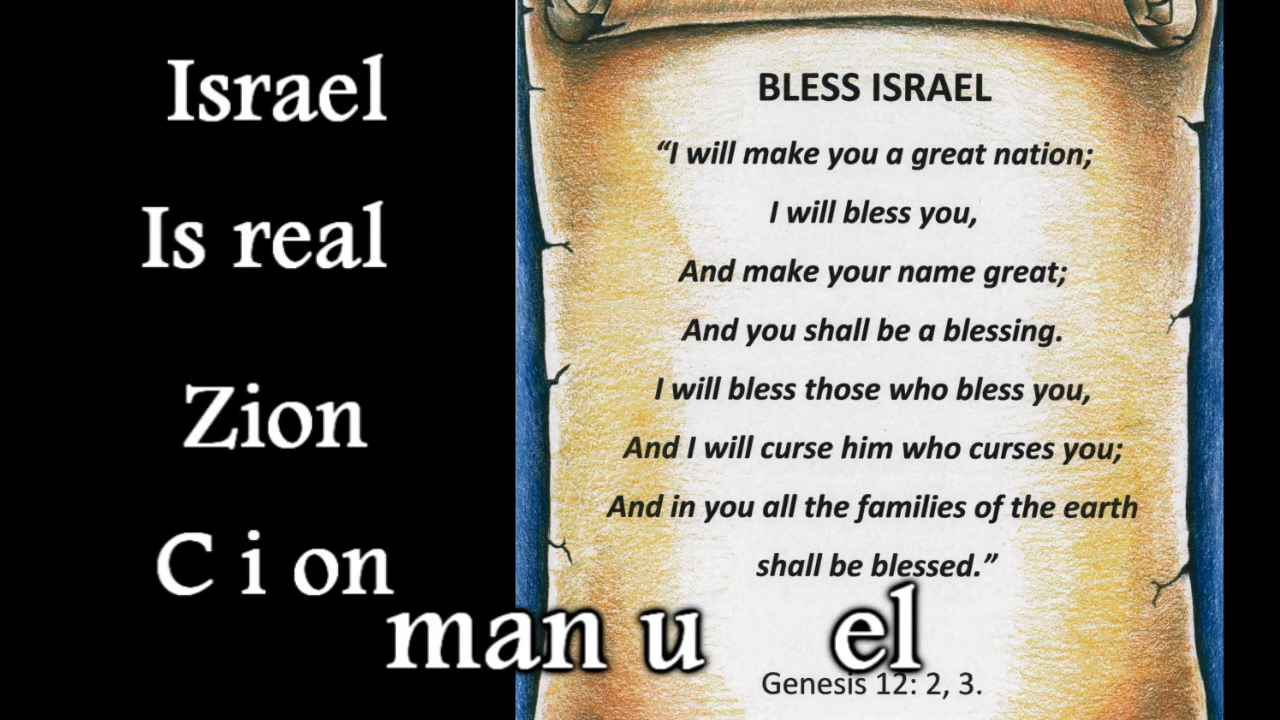 Israel
Is real
Zion
C i on
man u el
BLESS ISRAEL
“I will make you a great nation;
I will bless you,
And make your name great;
And you shall be a blessing.
I will bless those who bless you,
And I will curse him who curses you;
And in you all the families of the earth
shall be blessed.”
Genesis 12: 2, 3.